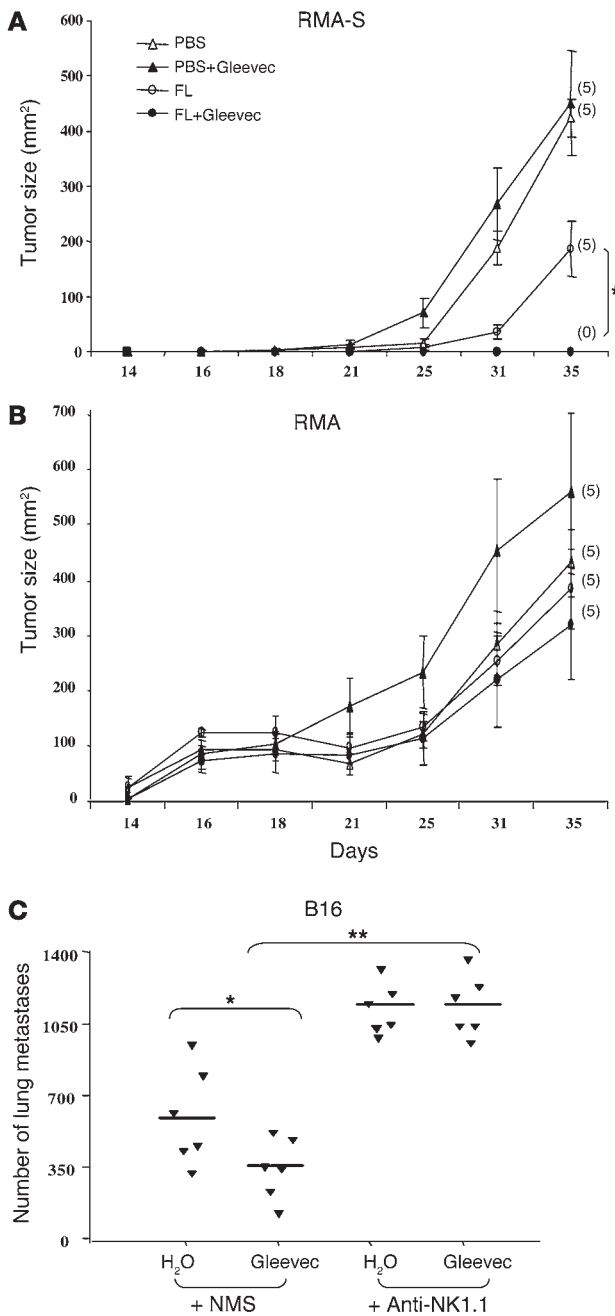 A
RMA-S
PBS
PBS+Gleevec
FL
FL+Gleevec
Tumor size (mm²)
600
500
400
300
200
100
0
(5)
(5)
(5)
(0)
*
14 16 18 21 25 31 35
B
RMA
Tumor size (mm²)
700
600
500
400
300
200
100
0
(5)
(5)
(5)
(5)
14 16 18 21 25 31 35
Days
C
B16
Number of lung metastases
1400
1050
700
350
0
**
*
H₂O Gleevec H₂O Gleevec
+ NMS + Anti-NK1.1